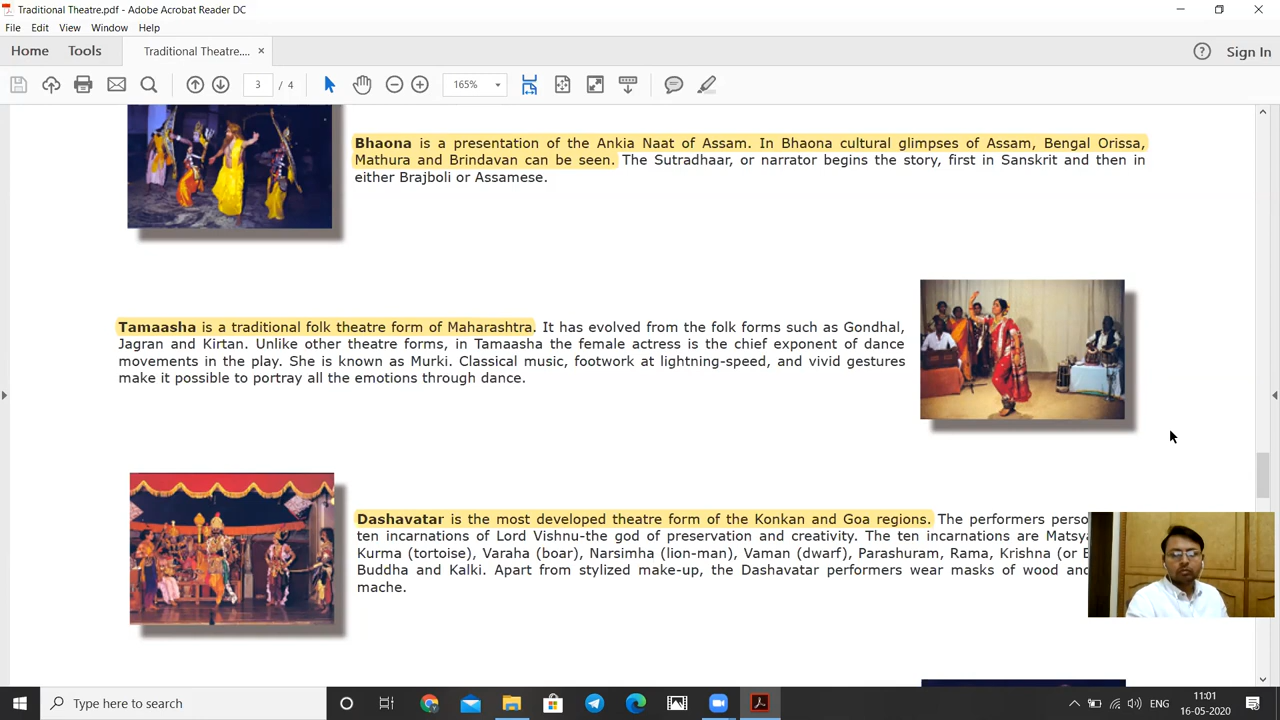 Traditional Theatre.pdf - Adobe Acrobat Reader DC
File Edit View Window Help
Home Tools Traditional Theatre.... × Sign In
3 / 4 165%
Bhaona is a presentation of the Ankia Naat of Assam. In Bhaona cultural glimpses of Assam, Bengal Orissa,
Mathura and Brindavan can be seen. The Sutradhaar, or narrator begins the story, first in Sanskrit and then in
either Brajboli or Assamese.
Tamaasha is a traditional folk theatre form of Maharashtra. It has evolved from the folk forms such as Gondhal,
Jagran and Kirtan. Unlike other theatre forms, in Tamaasha the female actress is the chief exponent of dance
movements in the play. She is known as Murki. Classical music, footwork at lightning-speed, and vivid gestures
make it possible to portray all the emotions through dance.
Dashavatar is the most developed theatre form of the Konkan and Goa regions. The performers perso
ten incarnations of Lord Vishnu-the god of preservation and creativity. The ten incarnations are Matsy
Kurma (tortoise), Varaha (boar), Narsimha (lion-man), Vaman (dwarf), Parashuram, Rama, Krishna (or B
Buddha and Kalki. Apart from stylized make-up, the Dashavatar performers wear masks of wood and
mache.
Type here to search
ENG
11:01
16-05-2020